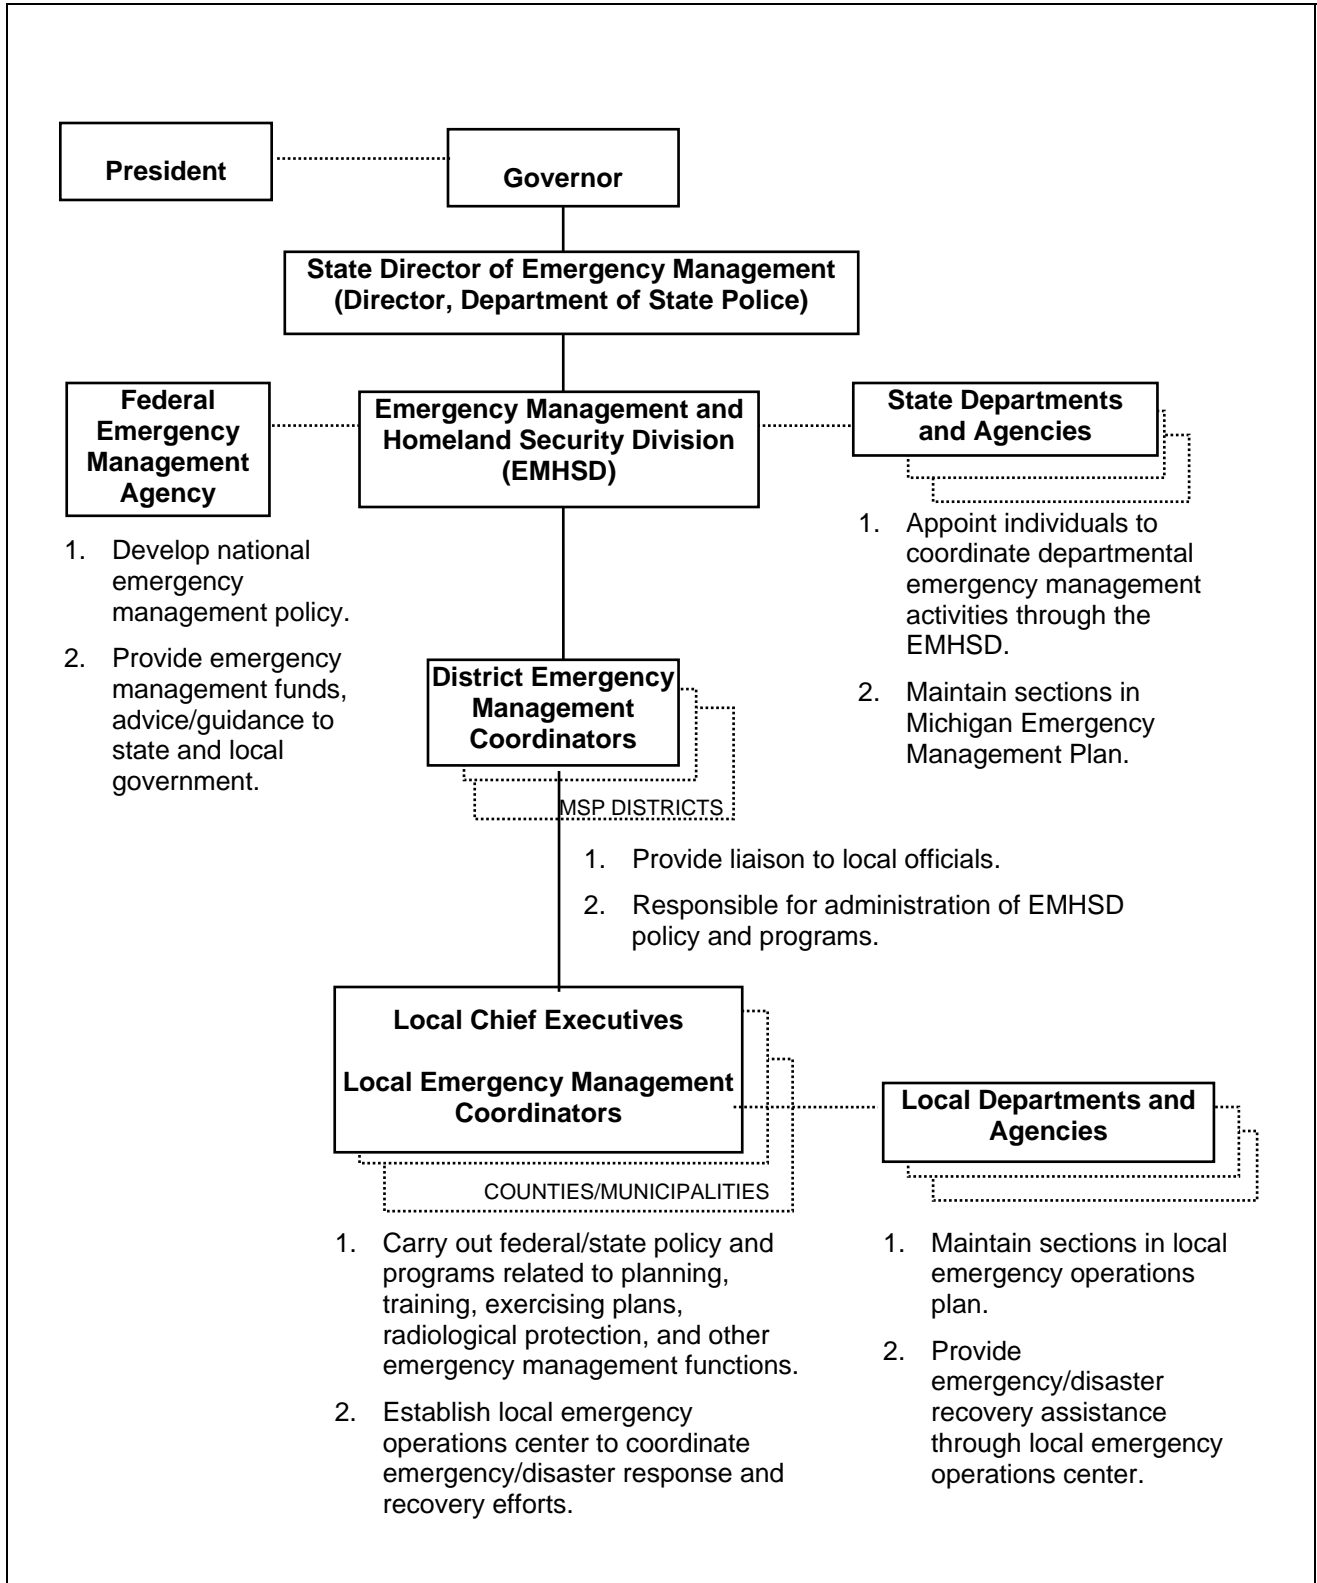 President
Governor
State Director of Emergency Management
(Director, Department of State Police)
Federal
Emergency
Management
Agency
Emergency Management and
Homeland Security Division
(EMHSD)
State Departments
and Agencies
1. Develop national
emergency
management policy.
2. Provide emergency
management funds,
advice/guidance to
state and local
government.
1. Appoint individuals to
coordinate departmental
emergency management
activities through the
EMHSD.
2. Maintain sections in
Michigan Emergency
Management Plan.
District Emergency
Management
Coordinators
MSP DISTRICTS
1. Provide liaison to local officials.
2. Responsible for administration of EMHSD
policy and programs.
Local Chief Executives
Local Emergency Management
Coordinators
COUNTIES/MUNICIPALITIES
Local Departments and
Agencies
1. Carry out federal/state policy and
programs related to planning,
training, exercising plans,
radiological protection, and other
emergency management functions.
2. Establish local emergency
operations center to coordinate
emergency/disaster response and
recovery efforts.
1. Maintain sections in local
emergency operations
plan.
2. Provide
emergency/disaster
recovery assistance
through local emergency
operations center.